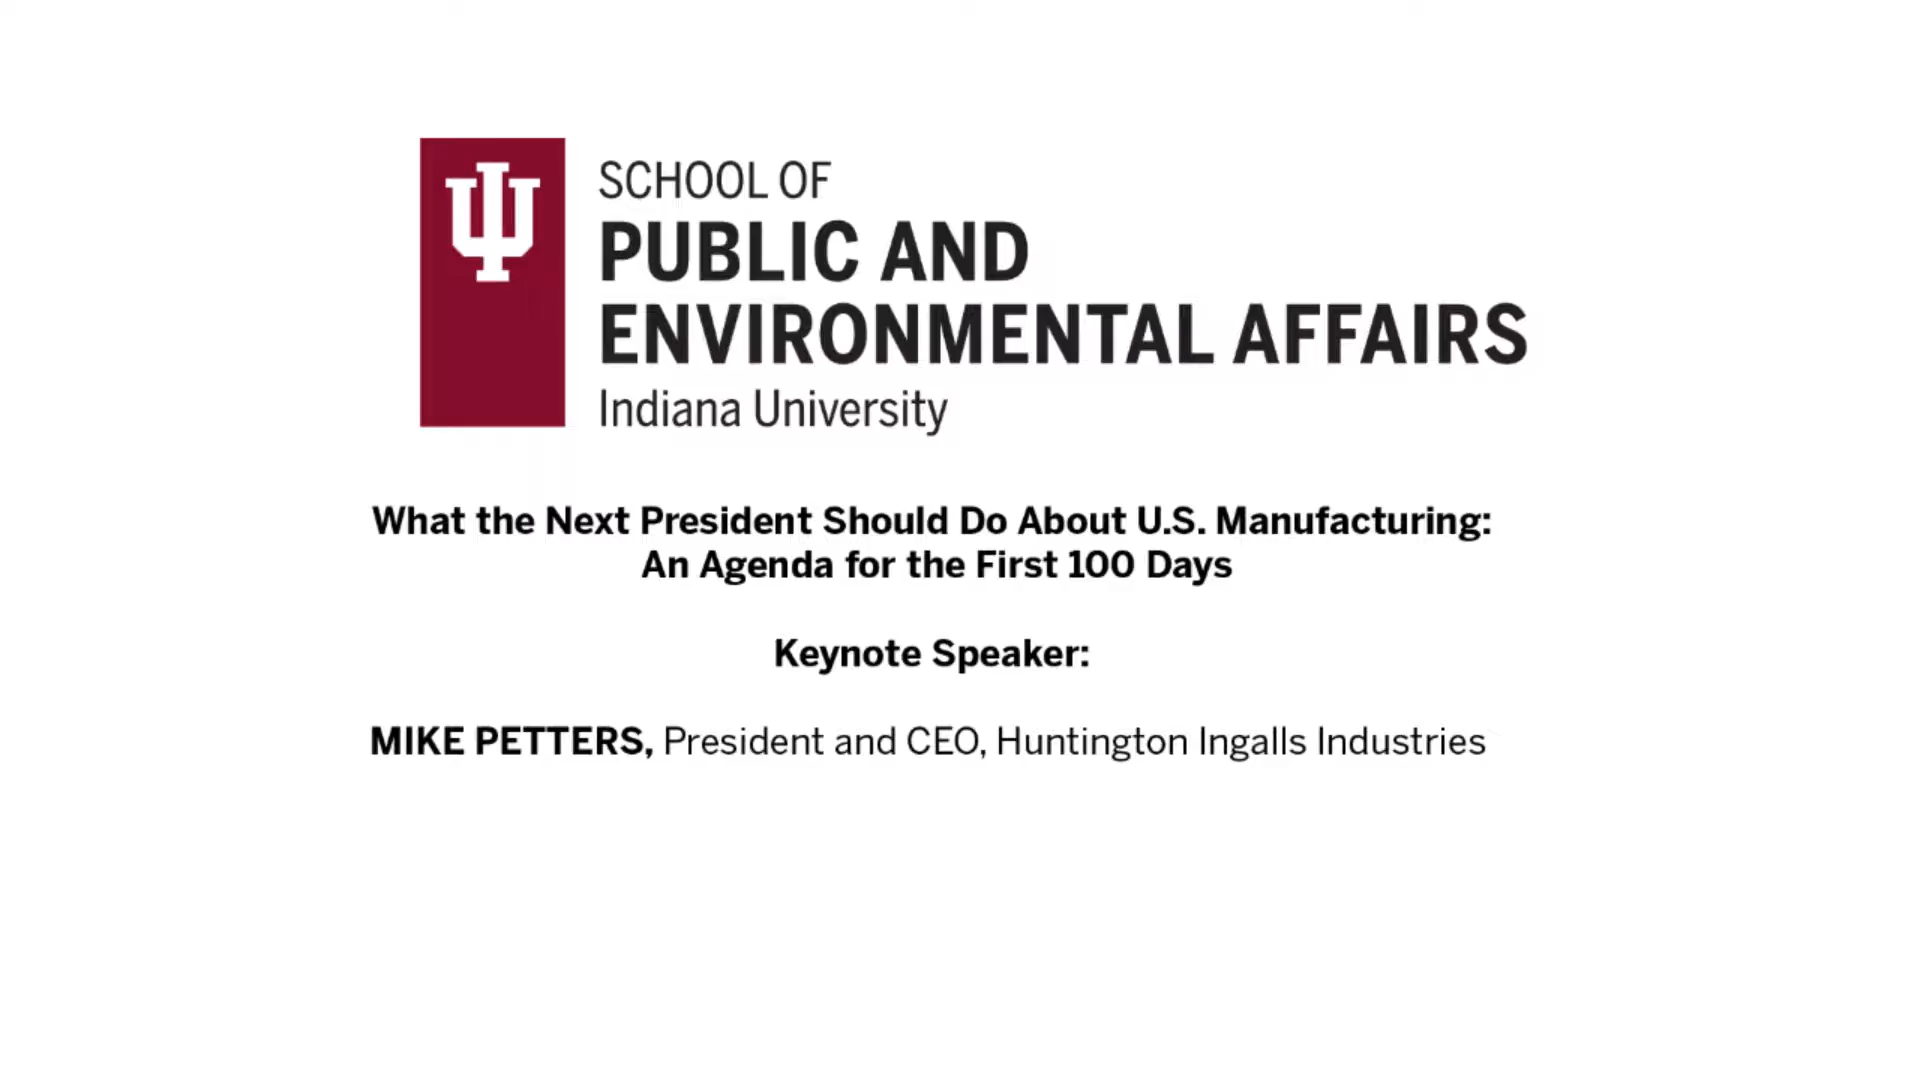 SCHOOL OF
PUBLIC AND
ENVIRONMENTAL AFFAIRS
Indiana University
What the Next President Should Do About U.S. Manufacturing:
An Agenda for the First 100 Days
Keynote Speaker:
MIKE PETTERS, President and CEO, Huntington Ingalls Industries